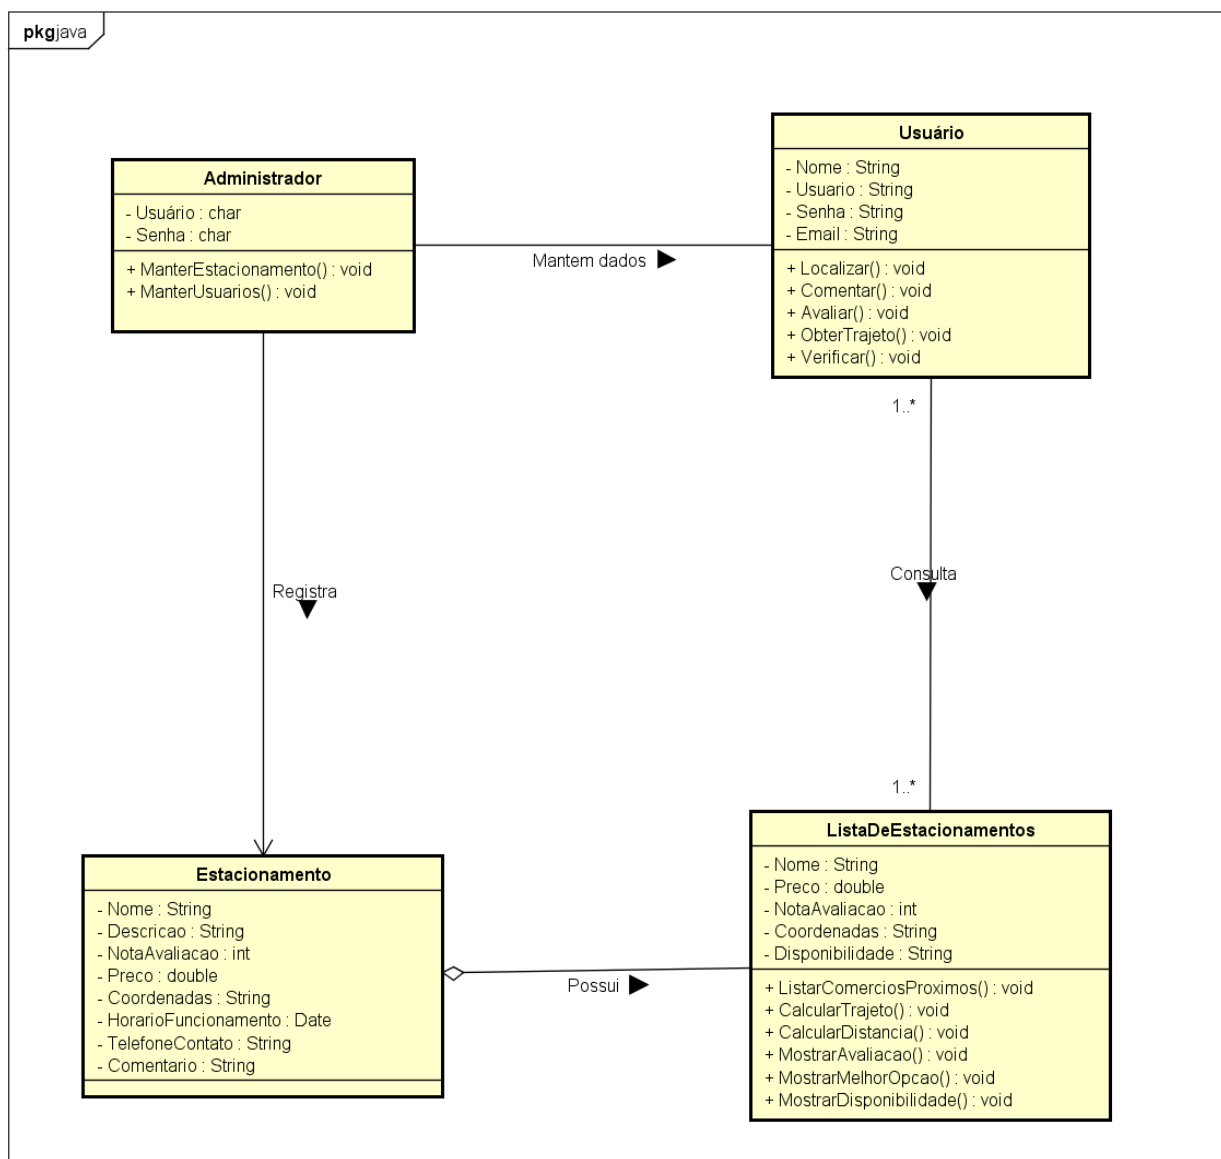 pkg java
Usuário
- Nome : String
- Usuario : String
- Senha : String
- Email : String
+ Localizar() : void
+ Comentar() : void
+ Avaliar() : void
+ ObterTrajeto() : void
+ Verificar() : void
Administrador
- Usuário : char
- Senha : char
+ ManterEstacionamento() : void
+ ManterUsuarios() : void
Mantem dados
1..*
Consulta
Registra
1..*
ListaDeEstacionamentos
- Nome : String
- Preco : double
- NotaAvaliacao : int
- Coordenadas : String
- Disponibilidade : String
+ ListarComerciosProximos() : void
+ CalcularTrajeto() : void
+ CalcularDistancia() : void
+ MostrarAvaliacao() : void
+ MostrarMelhorOpcao() : void
+ MostrarDisponibilidade() : void
Estacionamento
- Nome : String
- Descricao : String
- NotaAvaliacao : int
- Preco : double
- Coordenadas : String
- HorarioFuncionamento : Date
- TelefoneContato : String
- Comentario : String
Possui